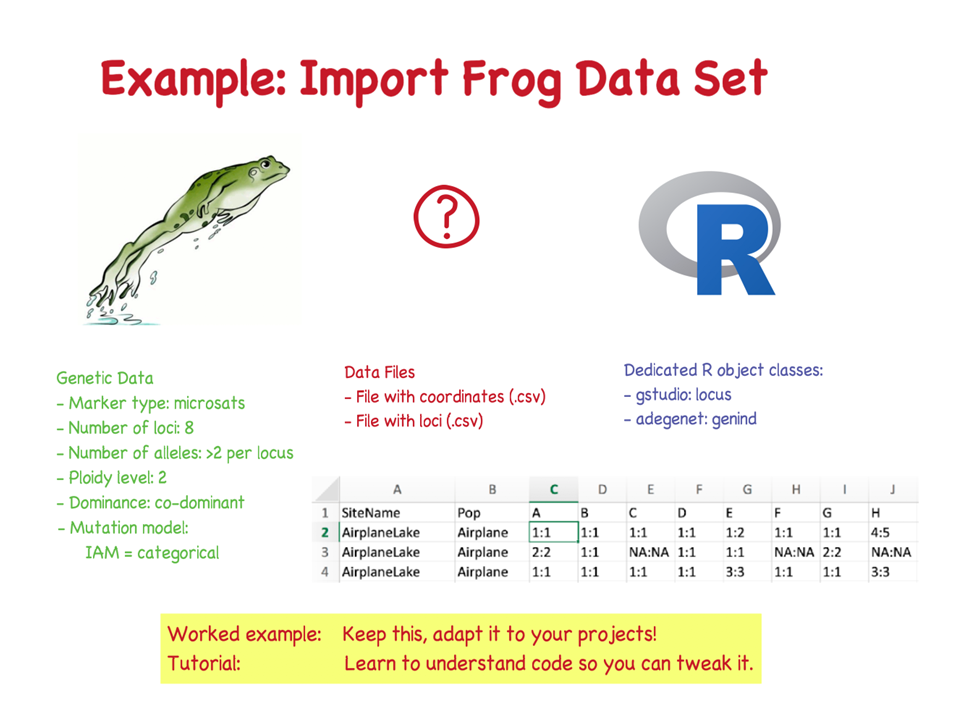 Example: Import Frog Data Set
?
R
Genetic Data
- Marker type: microsats
- Number of loci: 8
- Number of alleles: >2 per locus
- Ploidy level: 2
- Dominance: co-dominant
- Mutation model:
IAM = categorical
Data Files
- File with coordinates (.csv)
- File with loci (.csv)
Dedicated R object classes:
- gstudio: locus
- adegenet: genind
A B C D E F G H I J
1 SiteName Pop A B C D E F G H
2 AirplaneLake Airplane 1:1 1:1 1:1 1:1 1:2 1:1 1:1 4:5
3 AirplaneLake Airplane 2:2 1:1 NA:NA 1:1 1:1 NA:NA 2:2 NA:NA
4 AirplaneLake Airplane 1:1 1:1 1:1 1:1 3:3 1:1 1:1 3:3
Worked example: Keep this, adapt it to your projects!
Tutorial: Learn to understand code so you can tweak it.